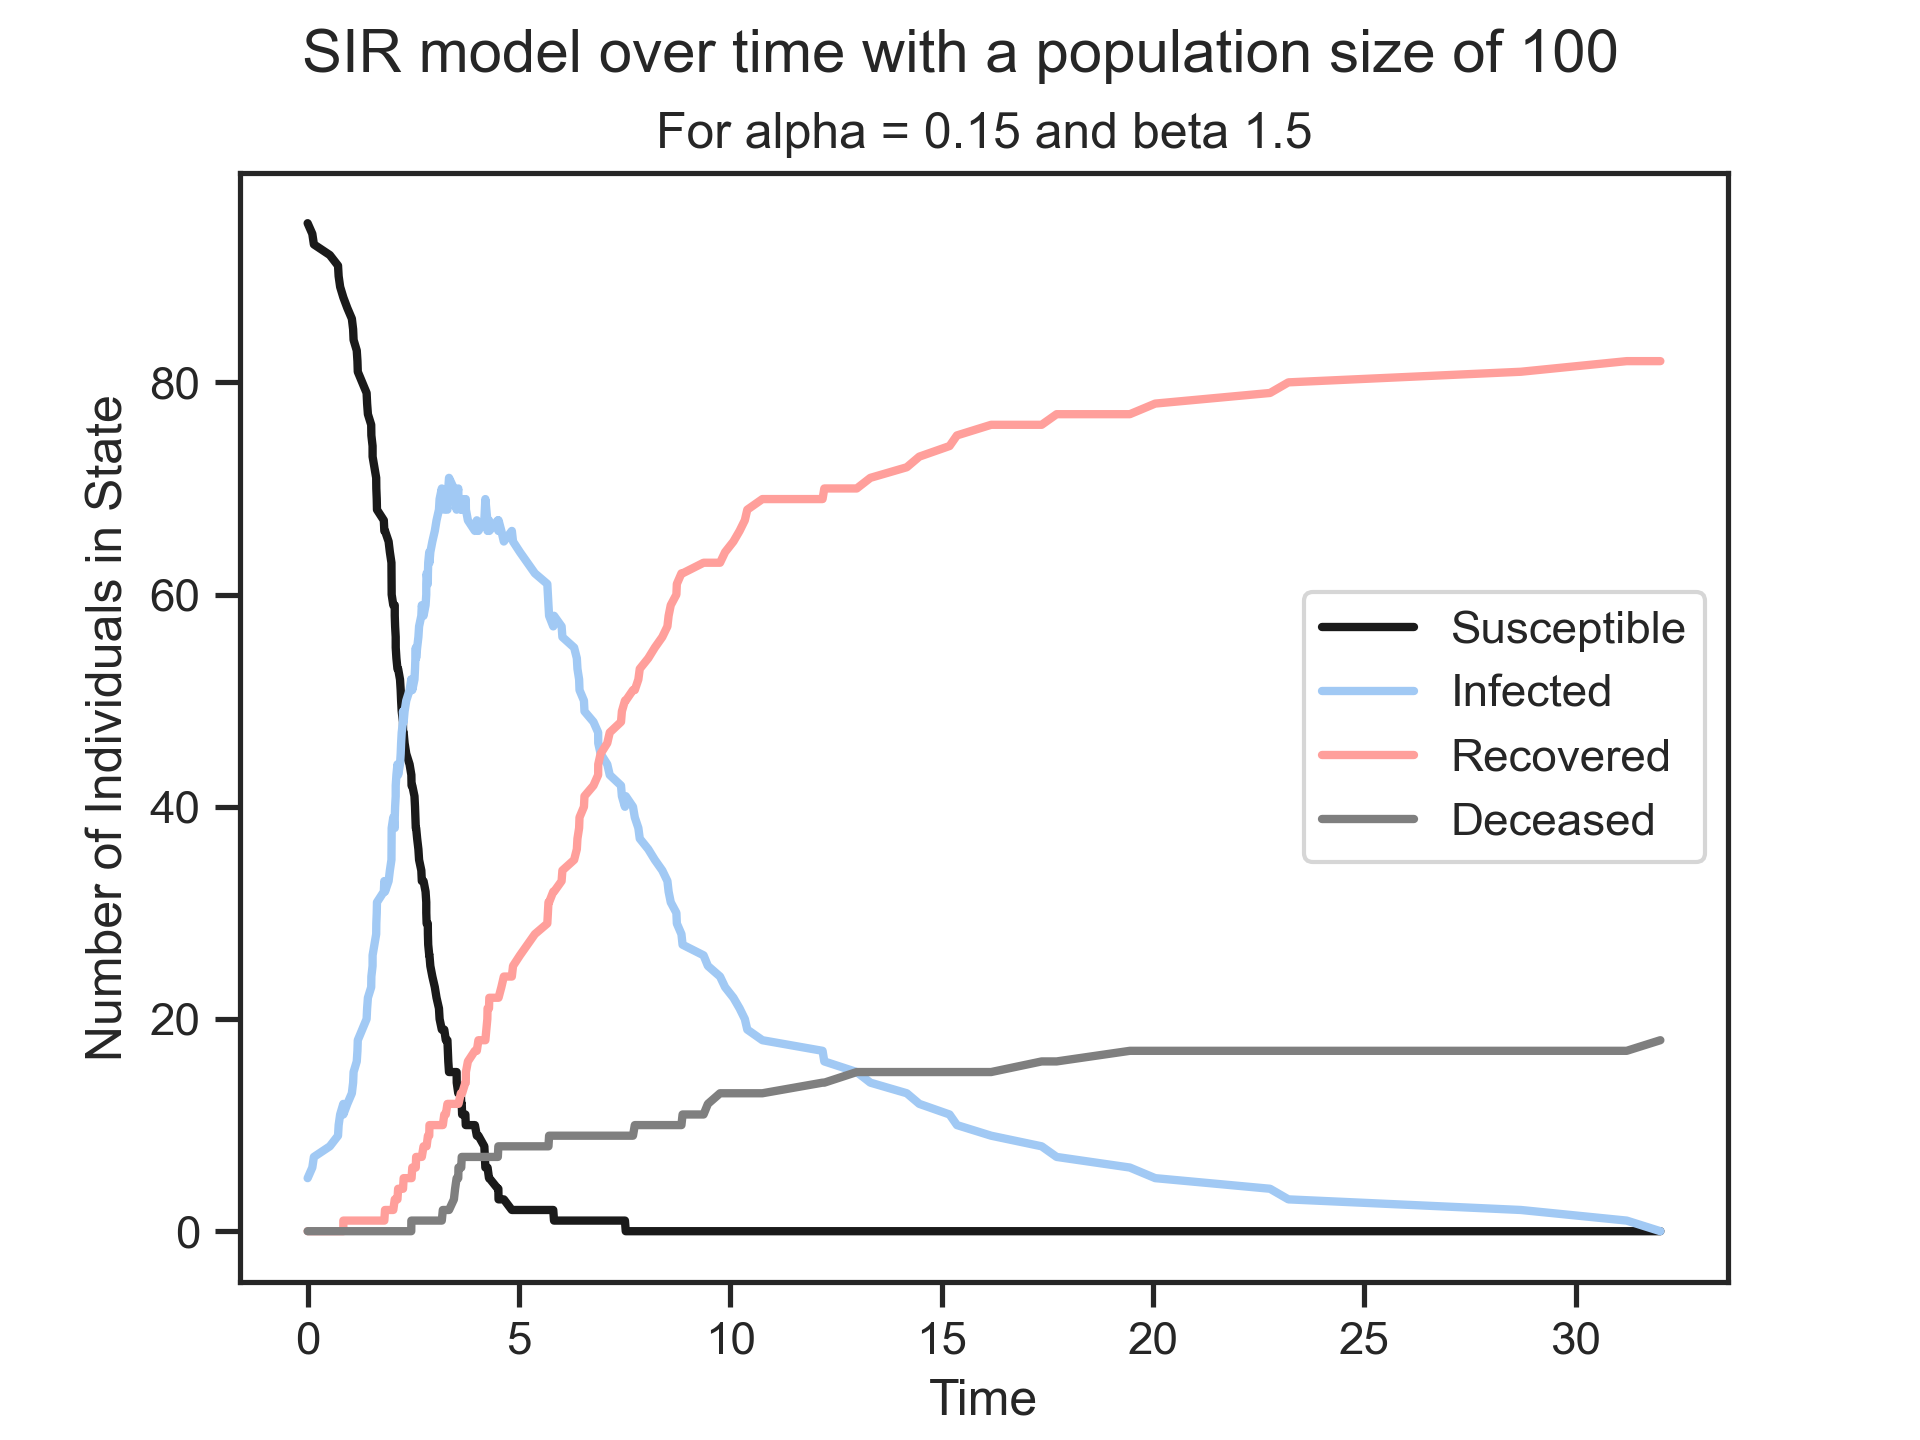 SIR model over time with a population size of 100
For alpha = 0.15 and beta 1.5
Number of Individuals in State
80
60
40
20
0
Susceptible
Infected
Recovered
Deceased
0 5 10 15 20 25 30
Time